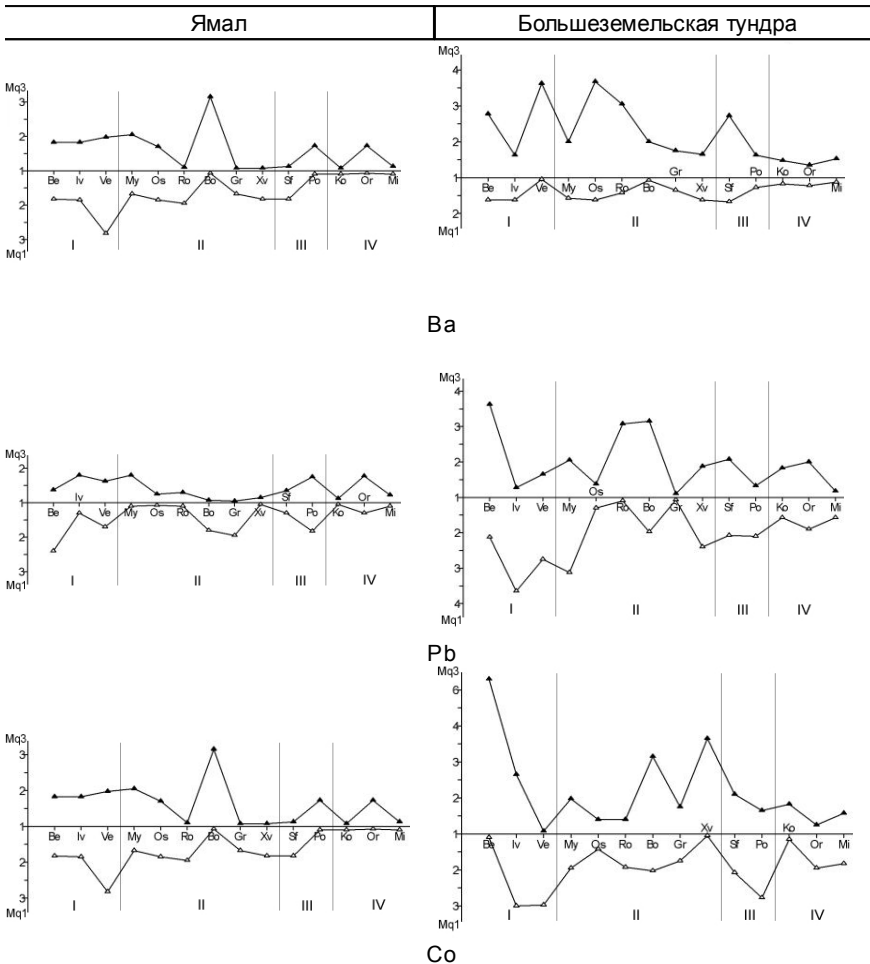 Ямал Большеземельская тундра
Mq3
3
2
1
2
3
Mq1
Be Iv Ve My Os Ro Bo Gr Xv Sf Po Ko Or Mi
I II III IV
Mq3
4
3
2
1
2
Mq1
Gr Po Ko Or
Be Iv Ve My Os Ro Bo Xv Sf Mi
I II III IV
Ba
Mq3
2
1
2
3
Mq1
Iv Sf Or
Be Ve My Os Ro Bo Gr Xv Po Ko Mi
I II III IV
Mq3
4
3
2
1
2
3
4
Mq1
Os
Be Iv Ve My Ro Bo Gr Xv Sf Po Ko Or Mi
I II III IV
Pb
Mq3
3
2
1
2
3
Mq1
Be Iv Ve My Os Ro Bo Gr Xv Sf Po Ko Or Mi
I II III IV
Mq3
6
4
2
1
2
3
Mq1
Xv Ko
Be Iv Ve My Os Ro Bo Gr Sf Po Or Mi
I II III IV
Co